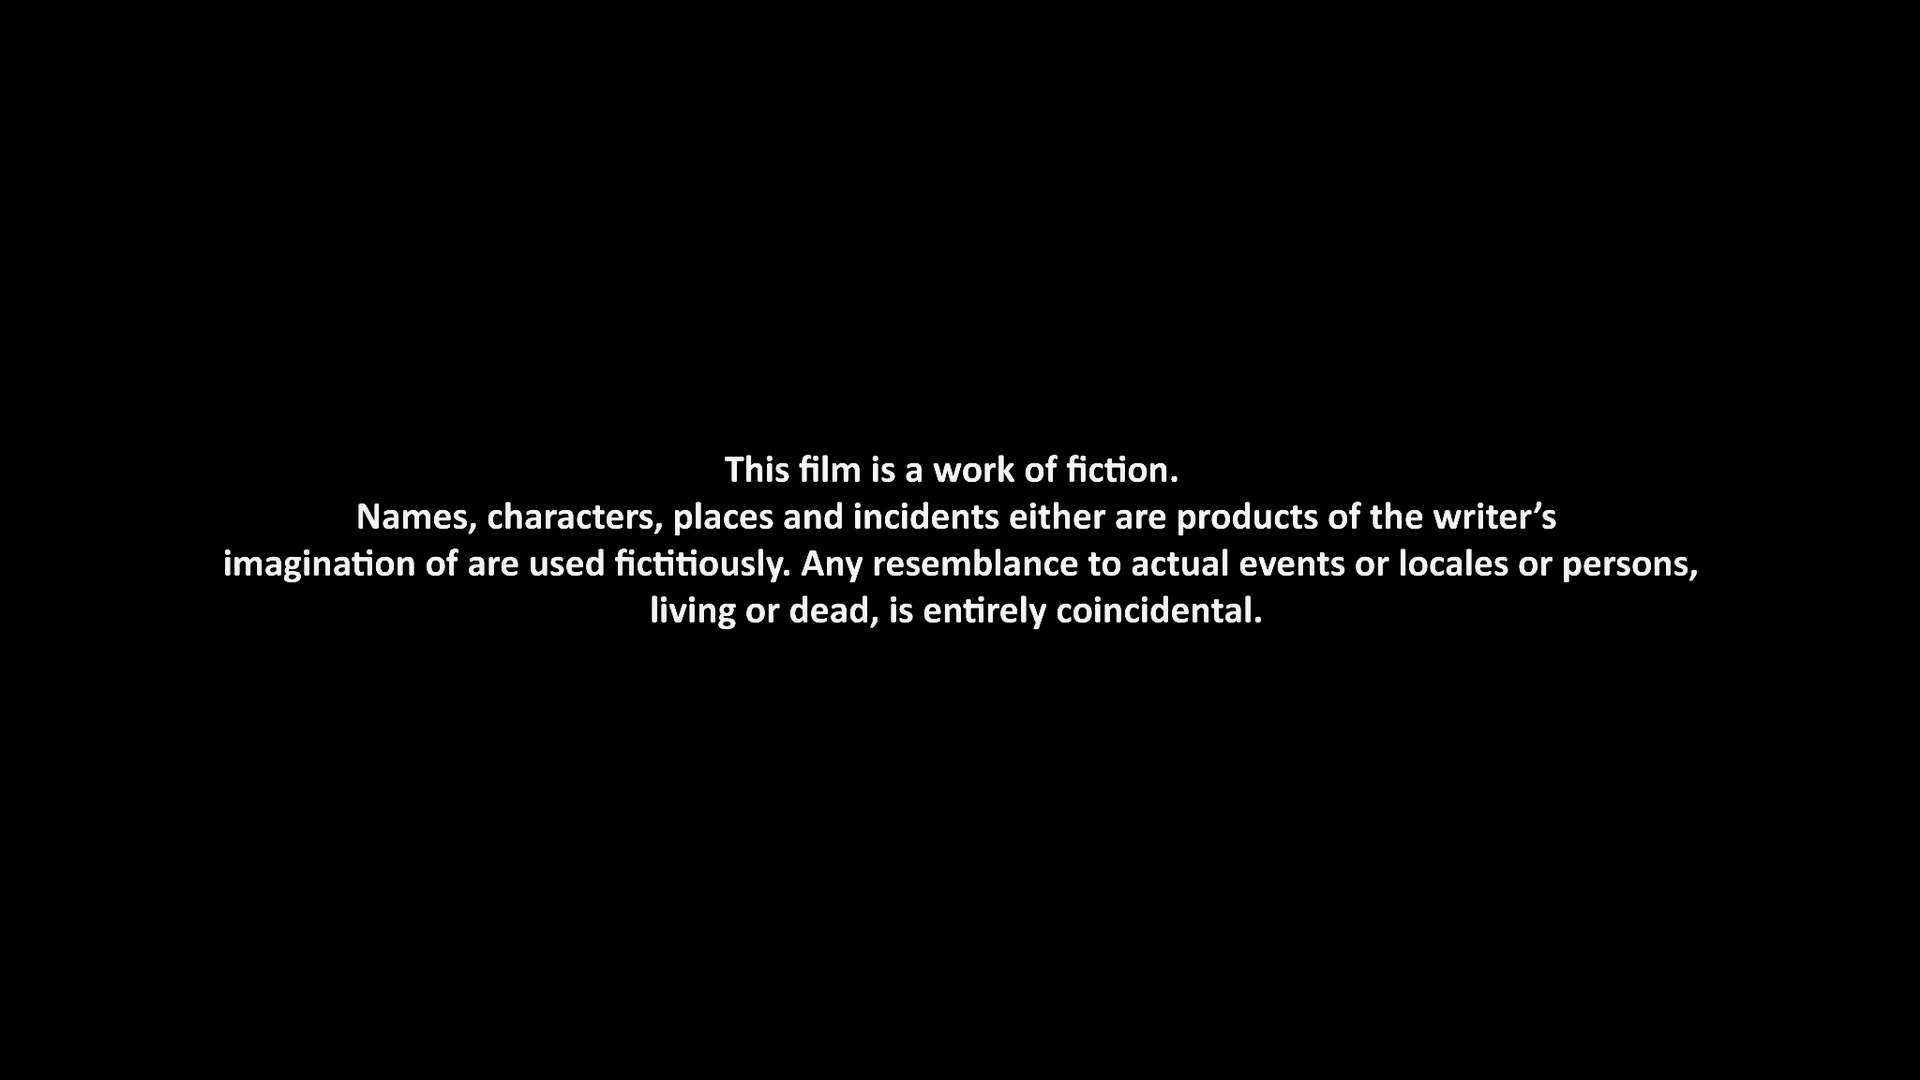 This film is a work of fiction.
Names, characters, places and incidents either are products of the writer’s
imagination of are used fictitiously. Any resemblance to actual events or locales or persons,
living or dead, is entirely coincidental.